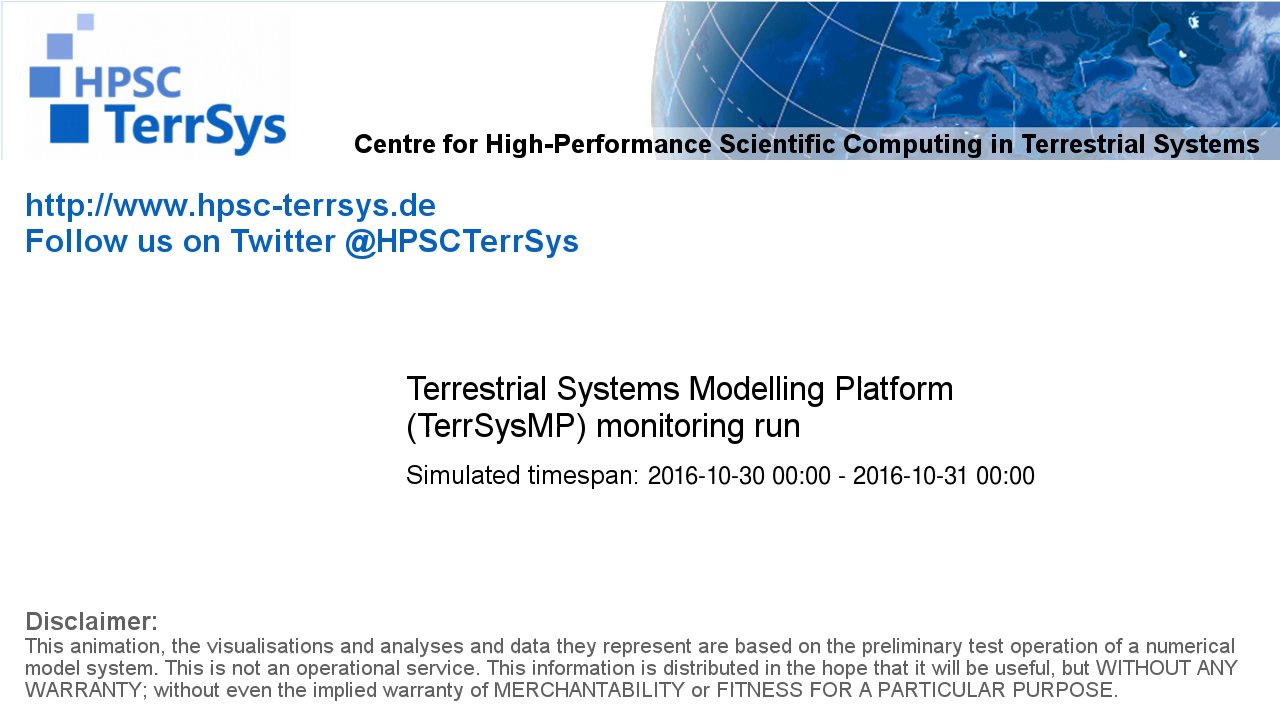 HPSC
TerrSys
Centre for High-Performance Scientific Computing in Terrestrial Systems
http://www.hpsc-terrsys.de
Follow us on Twitter @HPSCTerrSys
Terrestrial Systems Modelling Platform
(TerrSysMP) monitoring run
Simulated timespan: 2016-10-30 00:00 - 2016-10-31 00:00
Disclaimer:
This animation, the visualisations and analyses and data they represent are based on the preliminary test operation of a numerical
model system. This is not an operational service. This information is distributed in the hope that it will be useful, but WITHOUT ANY
WARRANTY; without even the implied warranty of MERCHANTABILITY or FITNESS FOR A PARTICULAR PURPOSE.